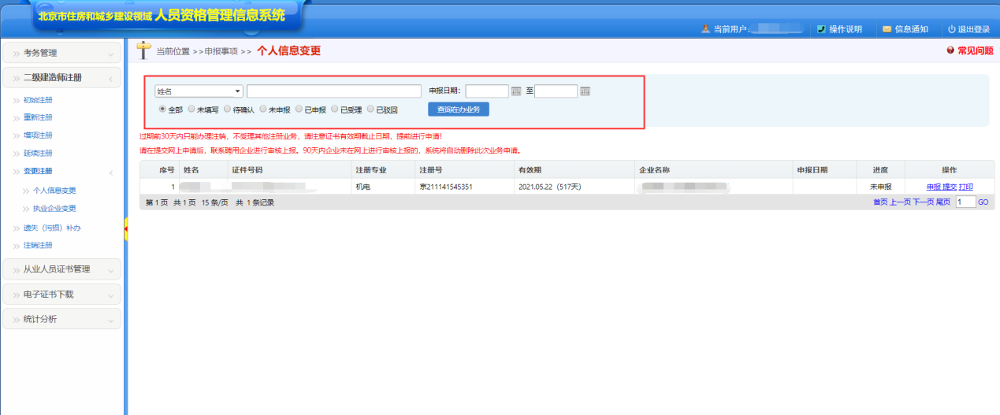 北京市住房和城乡建设领域 人员资格管理信息系统
当前用户: 操作说明 信息通知 退出登录
考务管理
二级建造师注册
初始注册
重新注册
增项注册
延续注册
变更注册
个人信息变更
执业企业变更
遗失（污损）补办
注销注册
从业人员证书管理
电子证书下载
统计分析
当前位置 >>申报事项 >> 个人信息变更 常见问题
姓名 申报日期: 至
全部 未填写 待确认 未申报 已申报 已受理 已驳回 查询在办业务
过期前30天内只能办理注销，不受理其他注册业务，请注意证书有效期截止日期，提前进行申请!
请在提交网上申请后，联系聘用企业进行审核上报。90天内企业未在网上进行审核上报的，系统将自动删除此次业务申请。
序号 姓名 证件号码 注册专业 注册号 有效期 企业名称 申报日期 进度 操作
1 机电 京211141545351 2021.05.22（517天） 未申报 申报 提交 打印
第 1 页 共 1 页 15 条/页 共 1 条记录 首页 上一页 下一页 尾页 1 GO